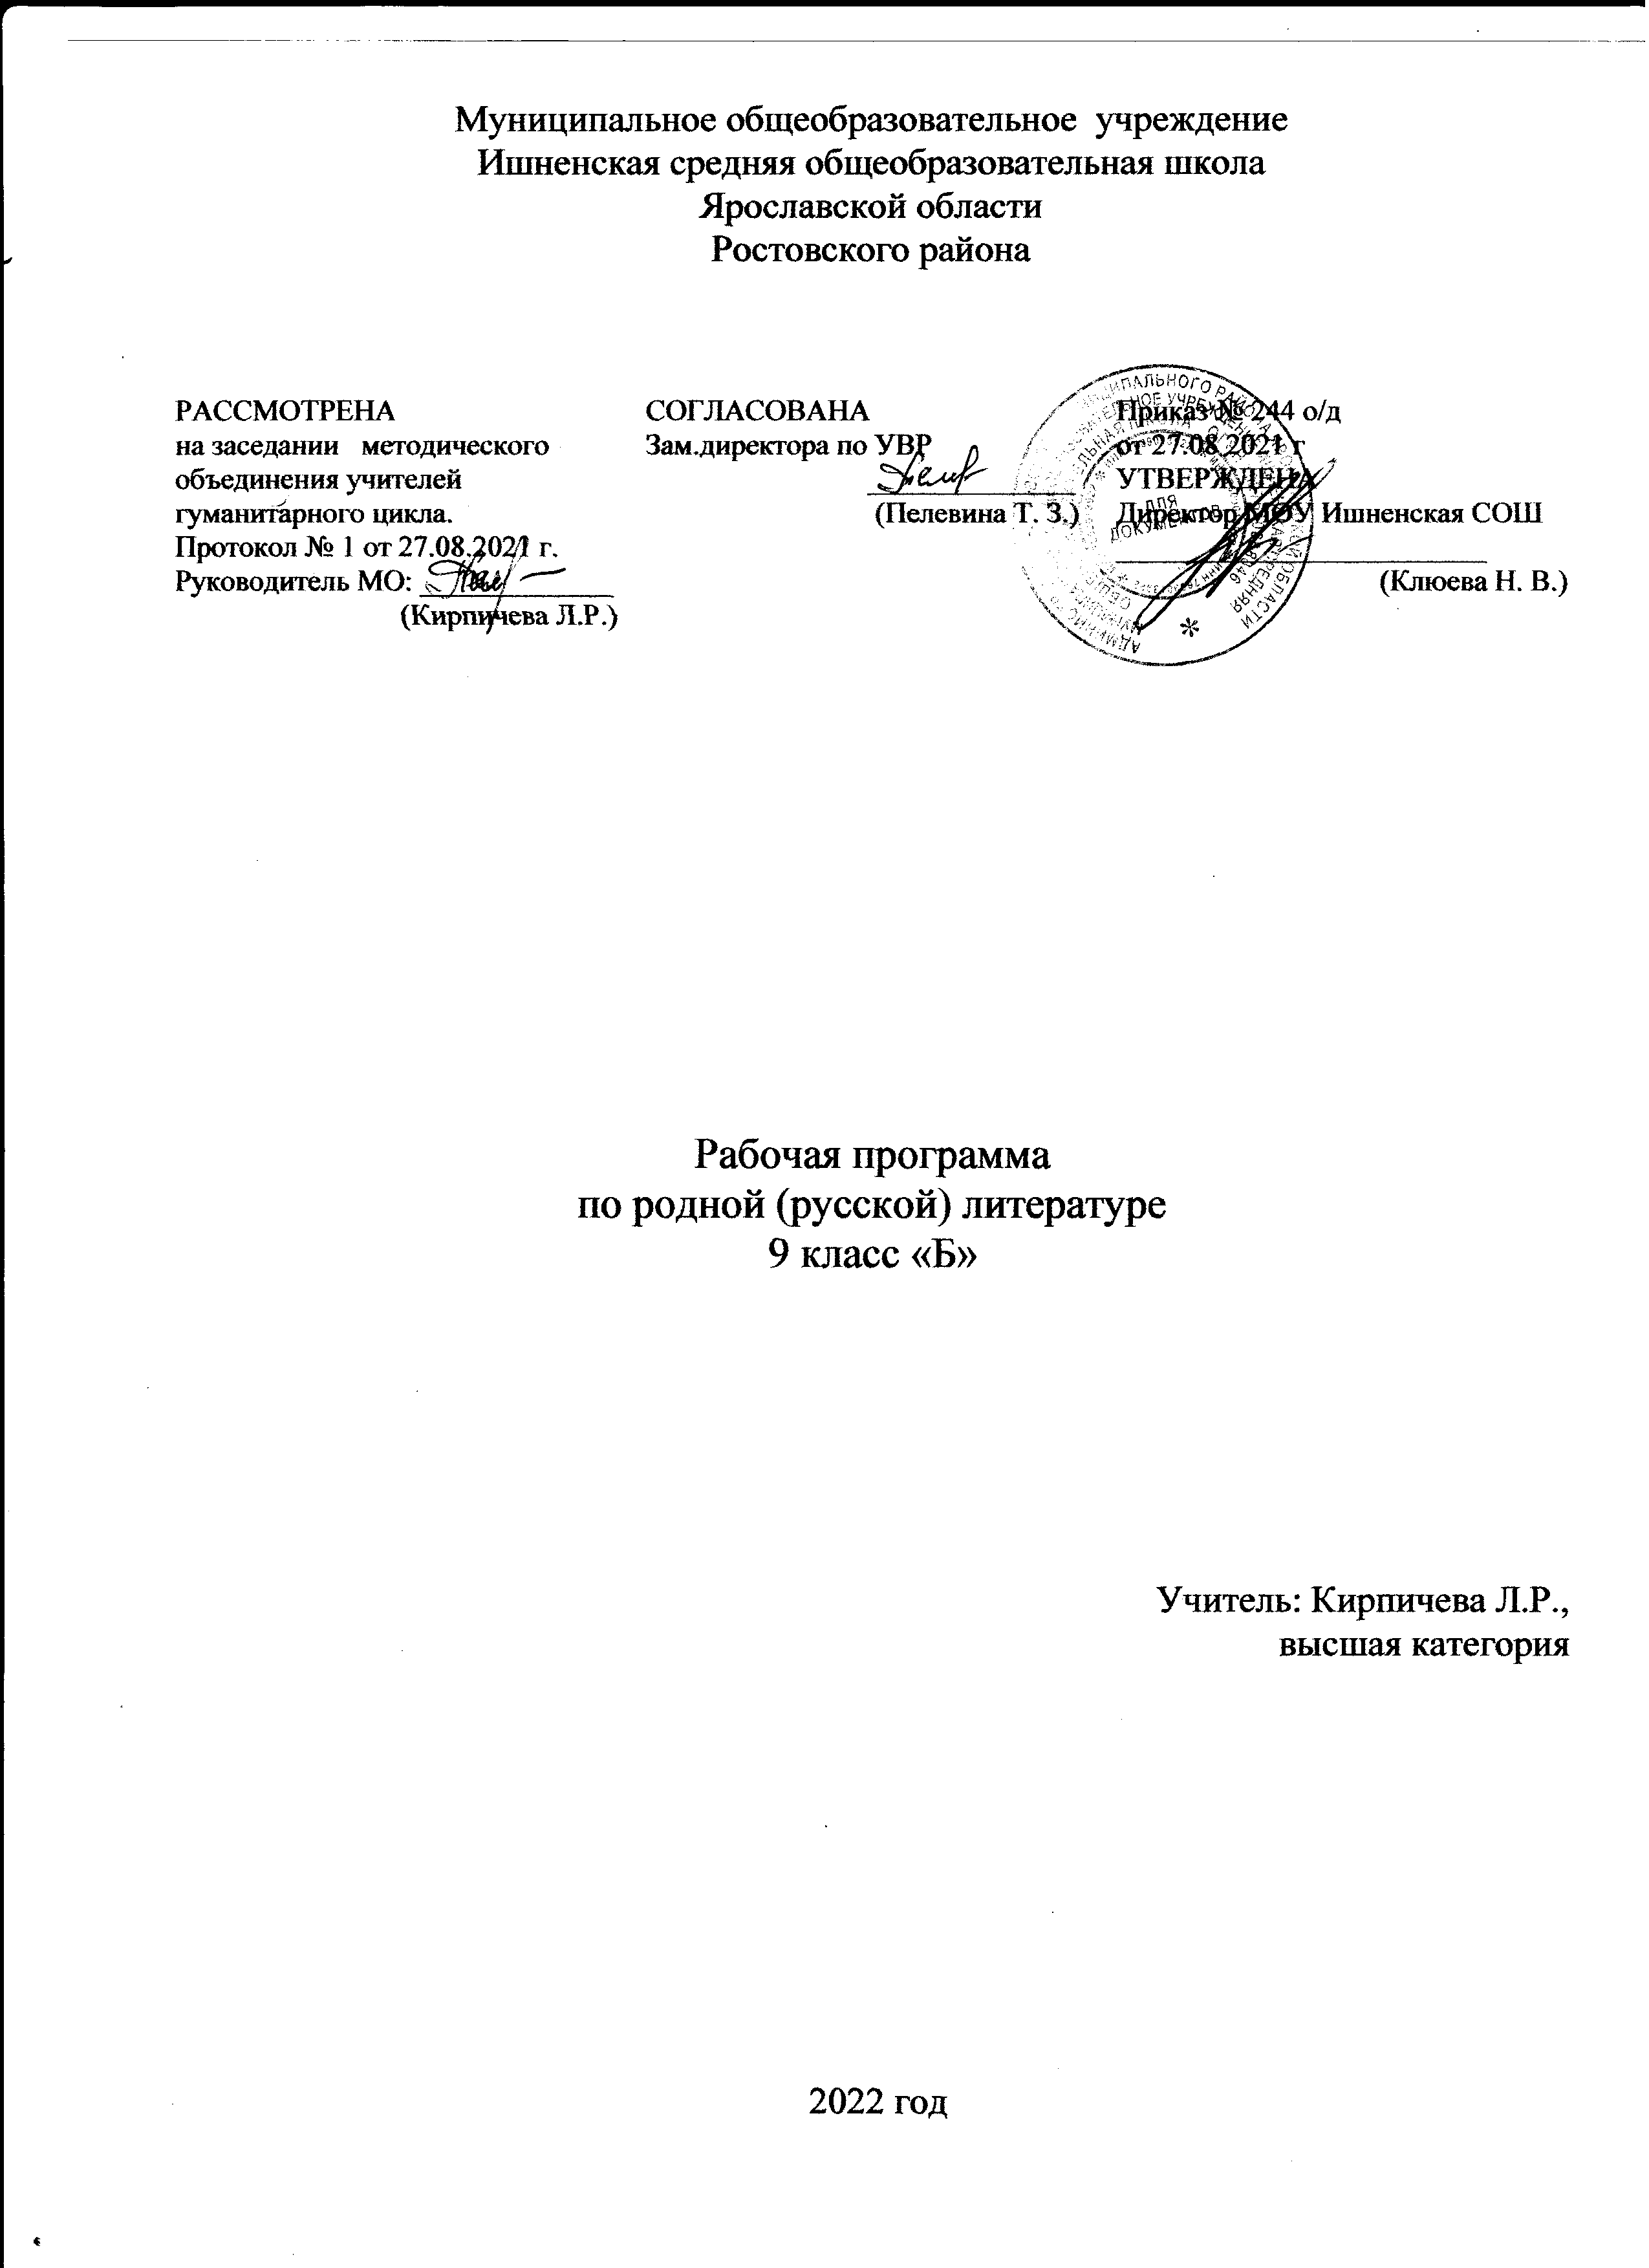 Муниципальное общеобразовательное учреждение
Ишненская средняя общеобразовательная школа
Ярославской области
Ростовского района
РАССМОТРЕНА
на заседании методического
объединения учителей
гуманитарного цикла.
Протокол № 1 от 27.08.2021 г.
Руководитель МО:
(Кирпичева Л.Р.)
СОГЛАСОВАНА
Зам.директора по УВР
(Пелевина Т. З.)
Приказ № 244 о/д
от 27.08.2021 г
УТВЕРЖДЕНА
Директор МОУ Ишненская СОШ
(Клюева Н. В.)
ДЛЯ
ДОКУМЕНТОВ
Рабочая программа
по родной (русской) литературе
9 класс «Б»
Учитель: Кирпичева Л.Р.,
высшая категория
2022 год